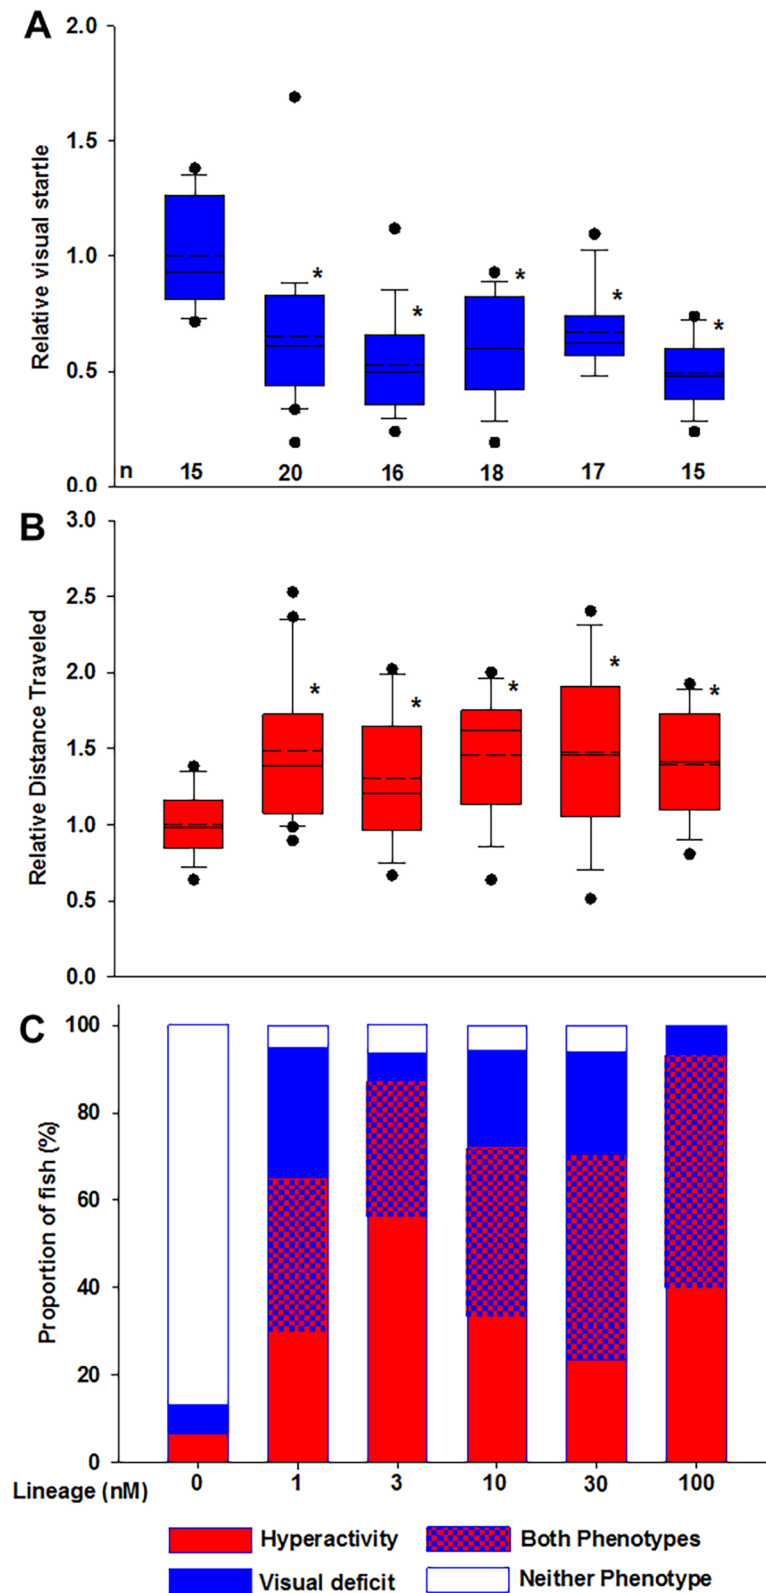 A
2.0
1.5
1.0
0.5
0.0
Relative visual startle
* * * * *
n 15 20 16 18 17 15
B
3.0
2.5
2.0
1.5
1.0
0.5
0.0
Relative Distance Traveled
* * * * *
C
100
80
60
40
20
0
Proportion of fish (%)
Lineage (nM) 0 1 3 10 30 100
Hyperactivity Both Phenotypes
Visual deficit Neither Phenotype